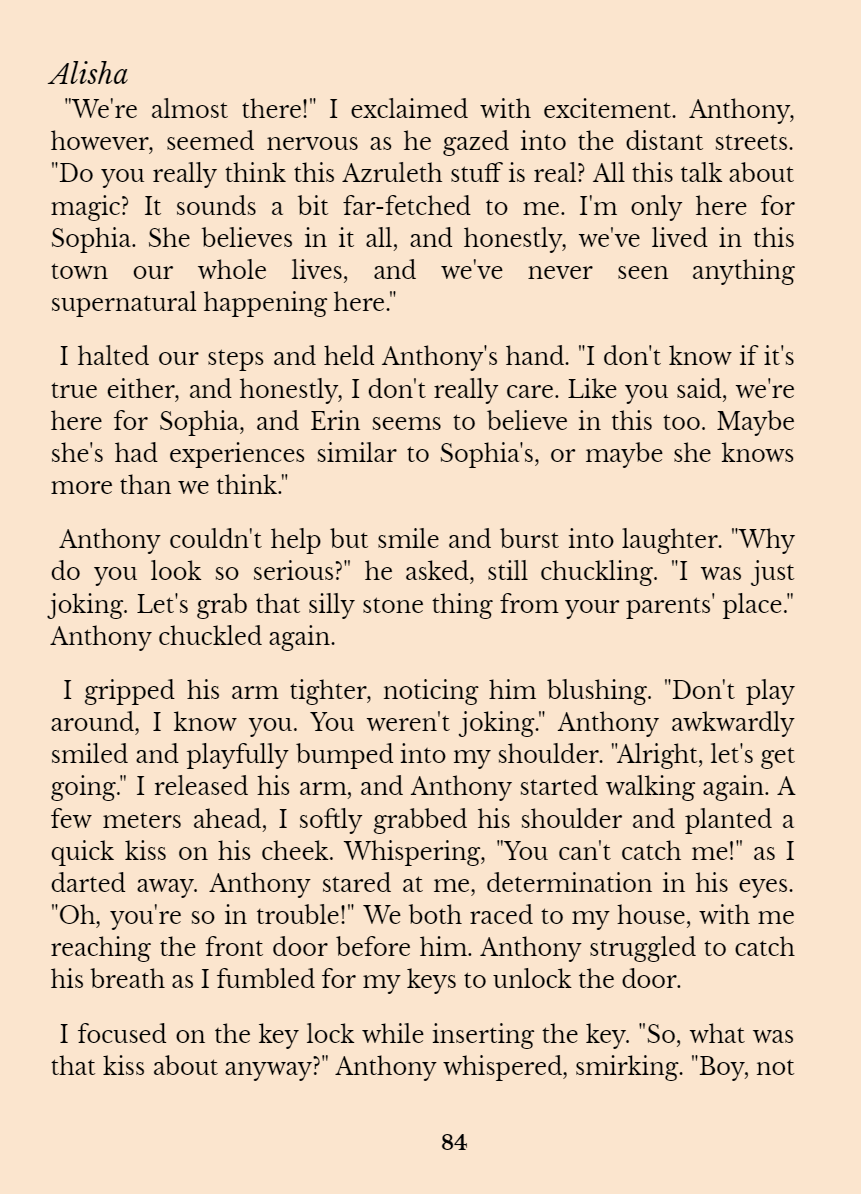 Alisha
"We're almost there!" I exclaimed with excitement. Anthony,
however, seemed nervous as he gazed into the distant streets.
"Do you really think this Azruleth stuff is real? All this talk about
magic? It sounds a bit far-fetched to me. I'm only here for
Sophia. She believes in it all, and honestly, we've lived in this
town our whole lives, and we've never seen anything
supernatural happening here."
I halted our steps and held Anthony's hand. "I don't know if it's
true either, and honestly, I don't really care. Like you said, we're
here for Sophia, and Erin seems to believe in this too. Maybe
she's had experiences similar to Sophia's, or maybe she knows
more than we think."
Anthony couldn't help but smile and burst into laughter. "Why
do you look so serious?" he asked, still chuckling. "I was just
joking. Let's grab that silly stone thing from your parents' place."
Anthony chuckled again.
I gripped his arm tighter, noticing him blushing. "Don't play
around, I know you. You weren't joking." Anthony awkwardly
smiled and playfully bumped into my shoulder. "Alright, let's get
going." I released his arm, and Anthony started walking again. A
few meters ahead, I softly grabbed his shoulder and planted a
quick kiss on his cheek. Whispering, "You can't catch me!" as I
darted away. Anthony stared at me, determination in his eyes.
"Oh, you're so in trouble!" We both raced to my house, with me
reaching the front door before him. Anthony struggled to catch
his breath as I fumbled for my keys to unlock the door.
I focused on the key lock while inserting the key. "So, what was
that kiss about anyway?" Anthony whispered, smirking. "Boy, not
84